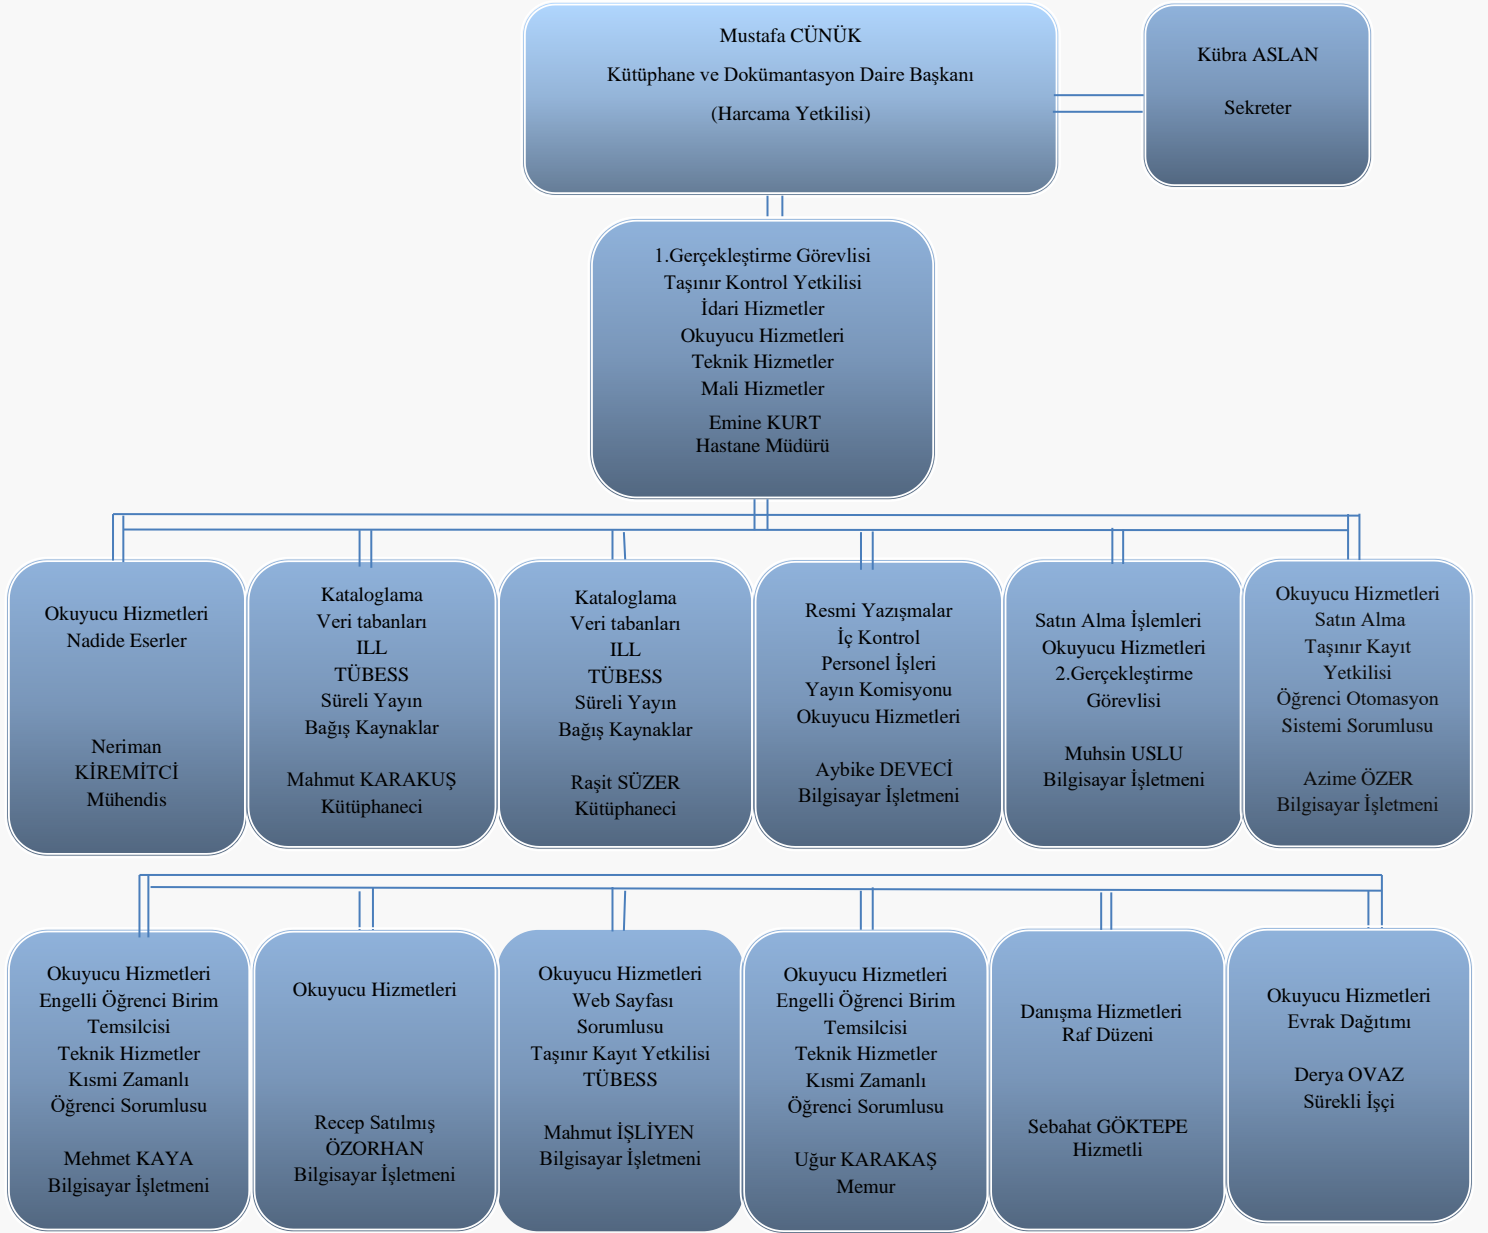 Mustafa CÜNÜK
Kütüphane ve Dokümantasyon Daire Başkanı
(Harcama Yetkilisi)
Kübra ASLAN
Sekreter
1.Gerçekleştirme Görevlisi
Taşınır Kontrol Yetkilisi
İdari Hizmetler
Okuyucu Hizmetleri
Teknik Hizmetler
Mali Hizmetler
Emine KURT
Hastane Müdürü
Okuyucu Hizmetleri
Nadide Eserler
Neriman
KİREMİTCİ
Mühendis
Kataloglama
Veri tabanları
ILL
TÜBESS
Süreli Yayın
Bağış Kaynaklar
Mahmut KARAKUŞ
Kütüphaneci
Kataloglama
Veri tabanları
ILL
TÜBESS
Süreli Yayın
Bağış Kaynaklar
Raşit SÜZER
Kütüphaneci
Resmi Yazışmalar
İç Kontrol
Personel İşleri
Yayın Komisyonu
Okuyucu Hizmetleri
Aybike DEVECİ
Bilgisayar İşletmeni
Satın Alma İşlemleri
Okuyucu Hizmetleri
2.Gerçekleştirme
Görevlisi
Muhsin USLU
Bilgisayar İşletmeni
Okuyucu Hizmetleri
Satın Alma
Taşınır Kayıt
Yetkilisi
Öğrenci Otomasyon
Sistemi Sorumlusu
Azime ÖZER
Bilgisayar İşletmeni
Okuyucu Hizmetleri
Engelli Öğrenci Birim
Temsilcisi
Teknik Hizmetler
Kısmi Zamanlı
Öğrenci Sorumlusu
Mehmet KAYA
Bilgisayar İşletmeni
Okuyucu Hizmetleri
Recep Satılmış
ÖZORHAN
Bilgisayar İşletmeni
Okuyucu Hizmetleri
Web Sayfası
Sorumlusu
Taşınır Kayıt Yetkilisi
TÜBESS
Mahmut İŞLİYEN
Bilgisayar İşletmeni
Okuyucu Hizmetleri
Engelli Öğrenci Birim
Temsilcisi
Teknik Hizmetler
Kısmi Zamanlı
Öğrenci Sorumlusu
Uğur KARAKAŞ
Memur
Danışma Hizmetleri
Raf Düzeni
Sebahat GÖKTEPE
Hizmetli
Okuyucu Hizmetleri
Evrak Dağıtımı
Derya OVAZ
Sürekli İşçi